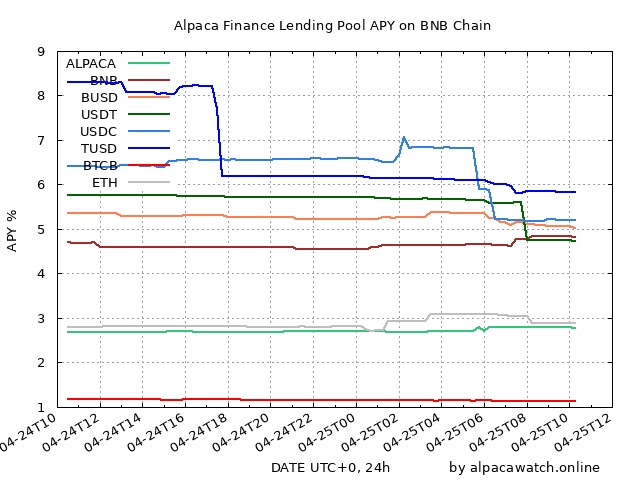 Alpaca Finance Lending Pool APY on BNB Chain
APY %
9
8
7
6
5
4
3
2
1
ALPACA
BNB
BUSD
USDT
USDC
TUSD
BTCB
ETH
04-24T10
04-24T12
04-24T14
04-24T16
04-24T18
04-24T20
04-24T22
04-25T00
04-25T02
04-25T04
04-25T06
04-25T08
04-25T10
04-25T12
DATE UTC+0, 24h
by alpacawatch.online